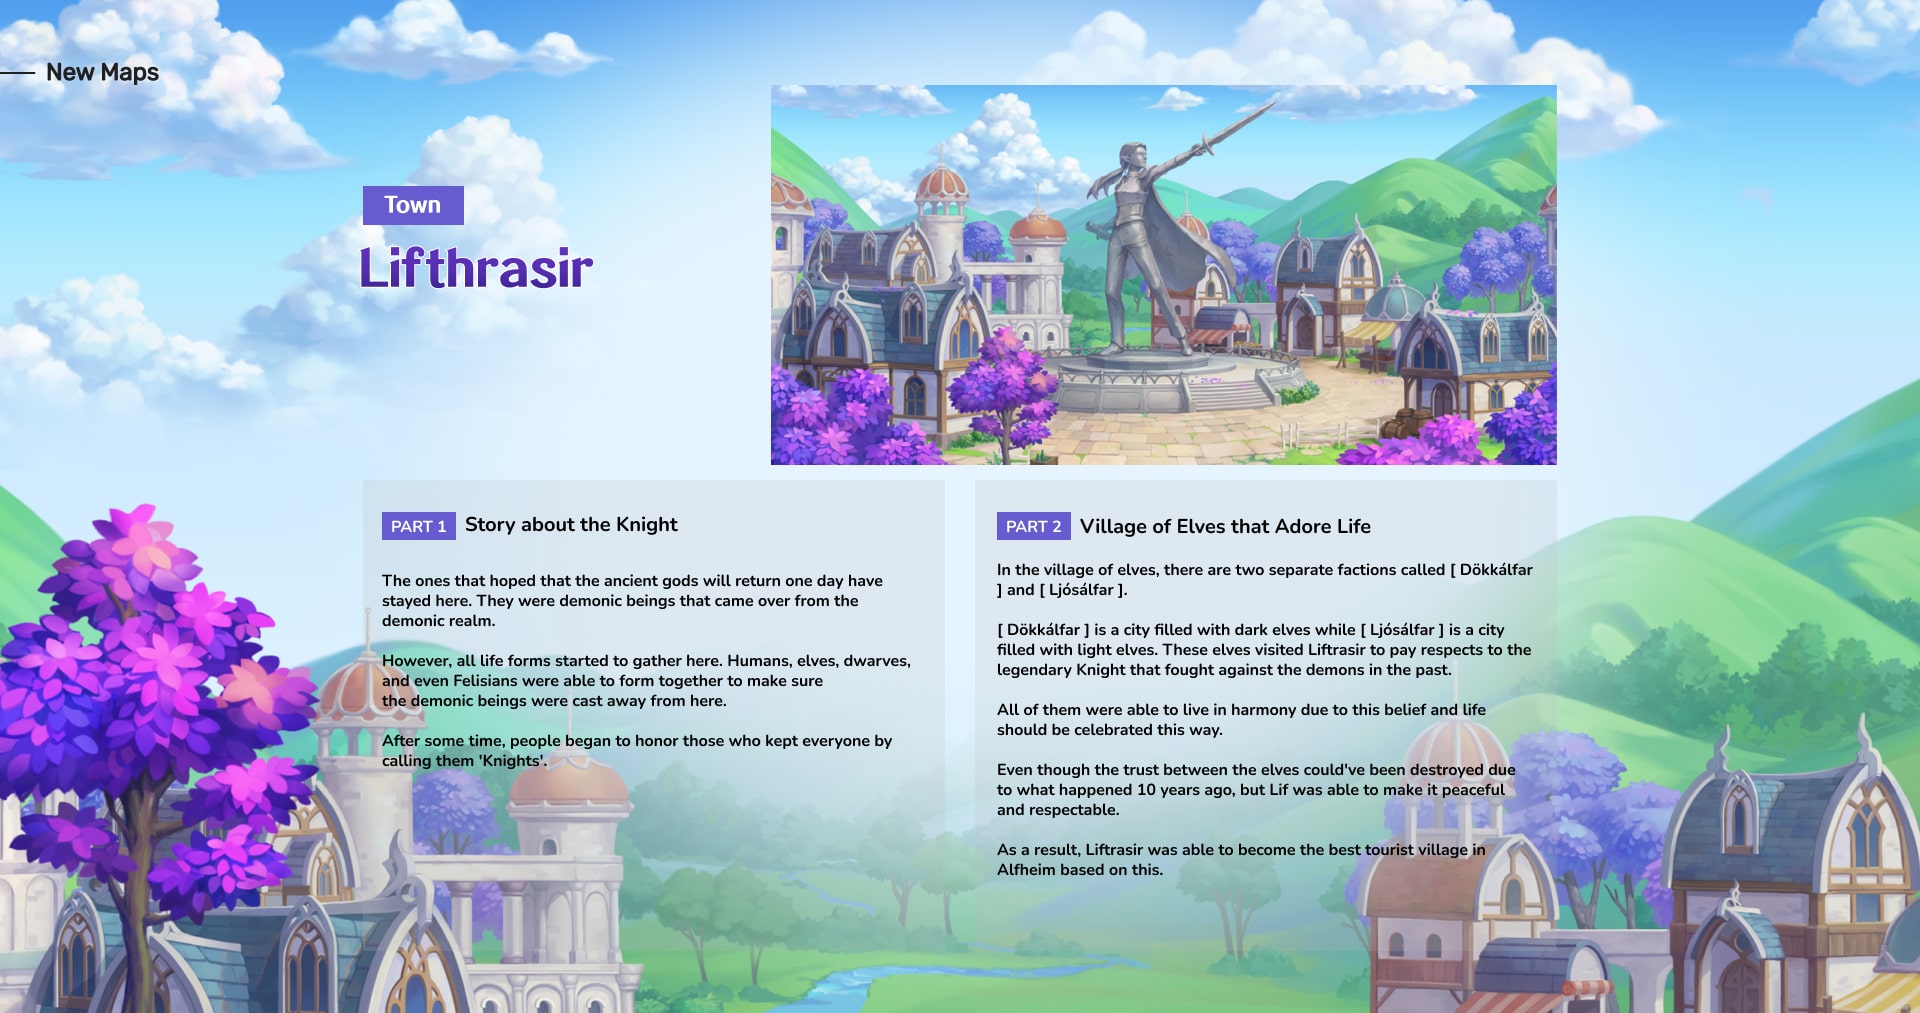 New Maps
Town
Lifthrasir
PART 1 Story about the Knight
The ones that hoped that the ancient gods will return one day have
stayed here. They were demonic beings that came over from the
demonic realm.
However, all life forms started to gather here. Humans, elves, dwarves,
and even Felisians were able to form together to make sure
the demonic beings were cast away from here.
After some time, people began to honor those who kept everyone by
calling them 'Knights'.
PART 2 Village of Elves that Adore Life
In the village of elves, there are two separate factions called [ Dökkálfar
] and [ Ljósálfar ].
[ Dökkálfar ] is a city filled with dark elves while [ Ljósálfar ] is a city
filled with light elves. These elves visited Liftrasir to pay respects to the
legendary Knight that fought against the demons in the past.
All of them were able to live in harmony due to this belief and life
should be celebrated this way.
Even though the trust between the elves could've been destroyed due
to what happened 10 years ago, but Lif was able to make it peaceful
and respectable.
As a result, Liftrasir was able to become the best tourist village in
Alfheim based on this.